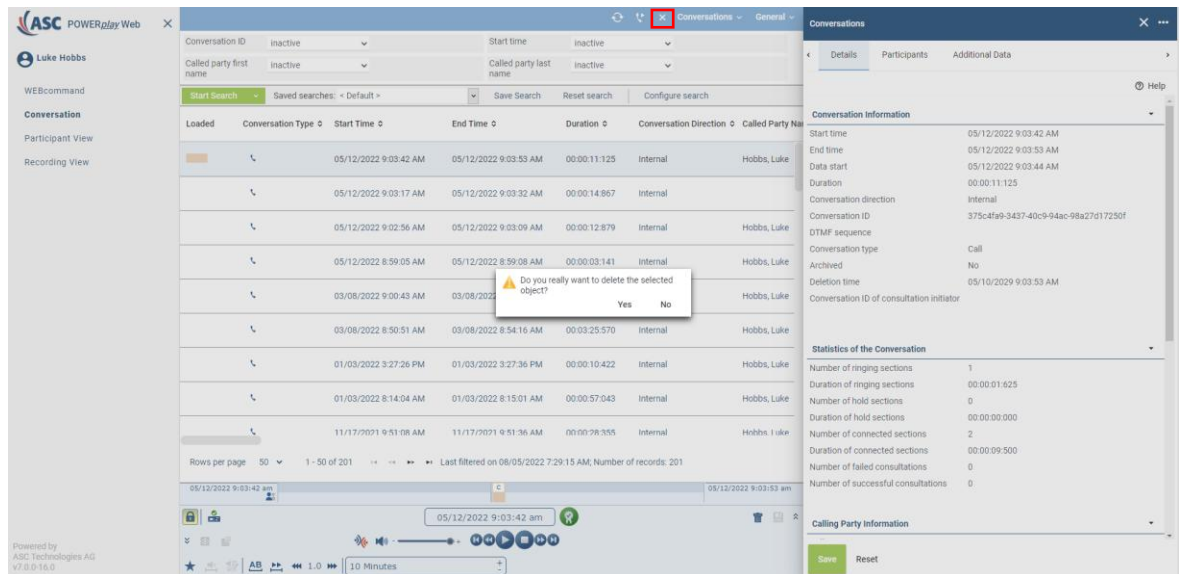 ASC POWERplay Web
Luke Hobbs
WEBcommand
Conversation
Participant View
Recording View
Powered by
ASC Technologies AG
v7.0.0-16.0
Conversations General
Conversation ID inactive Start time inactive
Called party first name inactive Called party last name inactive
Start Search Saved searches: < Default > Save Search Reset search Configure search
Loaded Conversation Type Start Time End Time Duration Conversation Direction Called Party Na
05/12/2022 9:03:42 AM 05/12/2022 9:03:53 AM 00:00:11:125 Internal Hobbs, Luke
05/12/2022 9:03:17 AM 05/12/2022 9:03:32 AM 00:00:14:867 Internal
05/12/2022 9:02:56 AM 05/12/2022 9:03:09 AM 00:00:12:879 Internal Hobbs, Luke
05/12/2022 8:59:05 AM 05/12/2022 8:59:08 AM 00:00:03:141 Internal Hobbs, Luke
03/08/2022 9:00:43 AM 03/08/2022 Hobbs, Luke
Do you really want to delete the selected
object?
Yes No
03/08/2022 8:50:51 AM 03/08/2022 8:54:16 AM 00:03:25:570 Internal Hobbs, Luke
01/03/2022 3:27:26 PM 01/03/2022 3:27:36 PM 00:00:10:422 Internal Hobbs, Luke
01/03/2022 8:14:04 AM 01/03/2022 8:15:01 AM 00:00:57:043 Internal Hobbs, Luke
11/17/2021 9:51:08 AM 11/17/2021 9:51:36 AM 00:00:28:355 Internal Hobbs, Luke
Rows per page 50 1 - 50 of 201 Last filtered on 08/05/2022 7:29:15 AM; Number of records: 201
05/12/2022 9:03:42 am C 05/12/2022 9:03:53 am
05/12/2022 9:03:42 am
AB 1.0 10 Minutes
Conversations
Details Participants Additional Data
Help
Conversation Information
Start time 05/12/2022 9:03:42 AM
End time 05/12/2022 9:03:53 AM
Data start 05/12/2022 9:03:44 AM
Duration 00:00:11:125
Conversation direction Internal
Conversation ID 375c4fa9-3437-40c9-94ac-98a27d17250f
DTMF sequence
Conversation type Call
Archived No
Deletion time 05/10/2029 9:03:53 AM
Conversation ID of consultation initiator
Statistics of the Conversation
Number of ringing sections 1
Duration of ringing sections 00:00:01:625
Number of hold sections 0
Duration of hold sections 00:00:00:000
Number of connected sections 2
Duration of connected sections 00:00:09:500
Number of failed consultations 0
Number of successful consultations 0
Calling Party Information
Save Reset